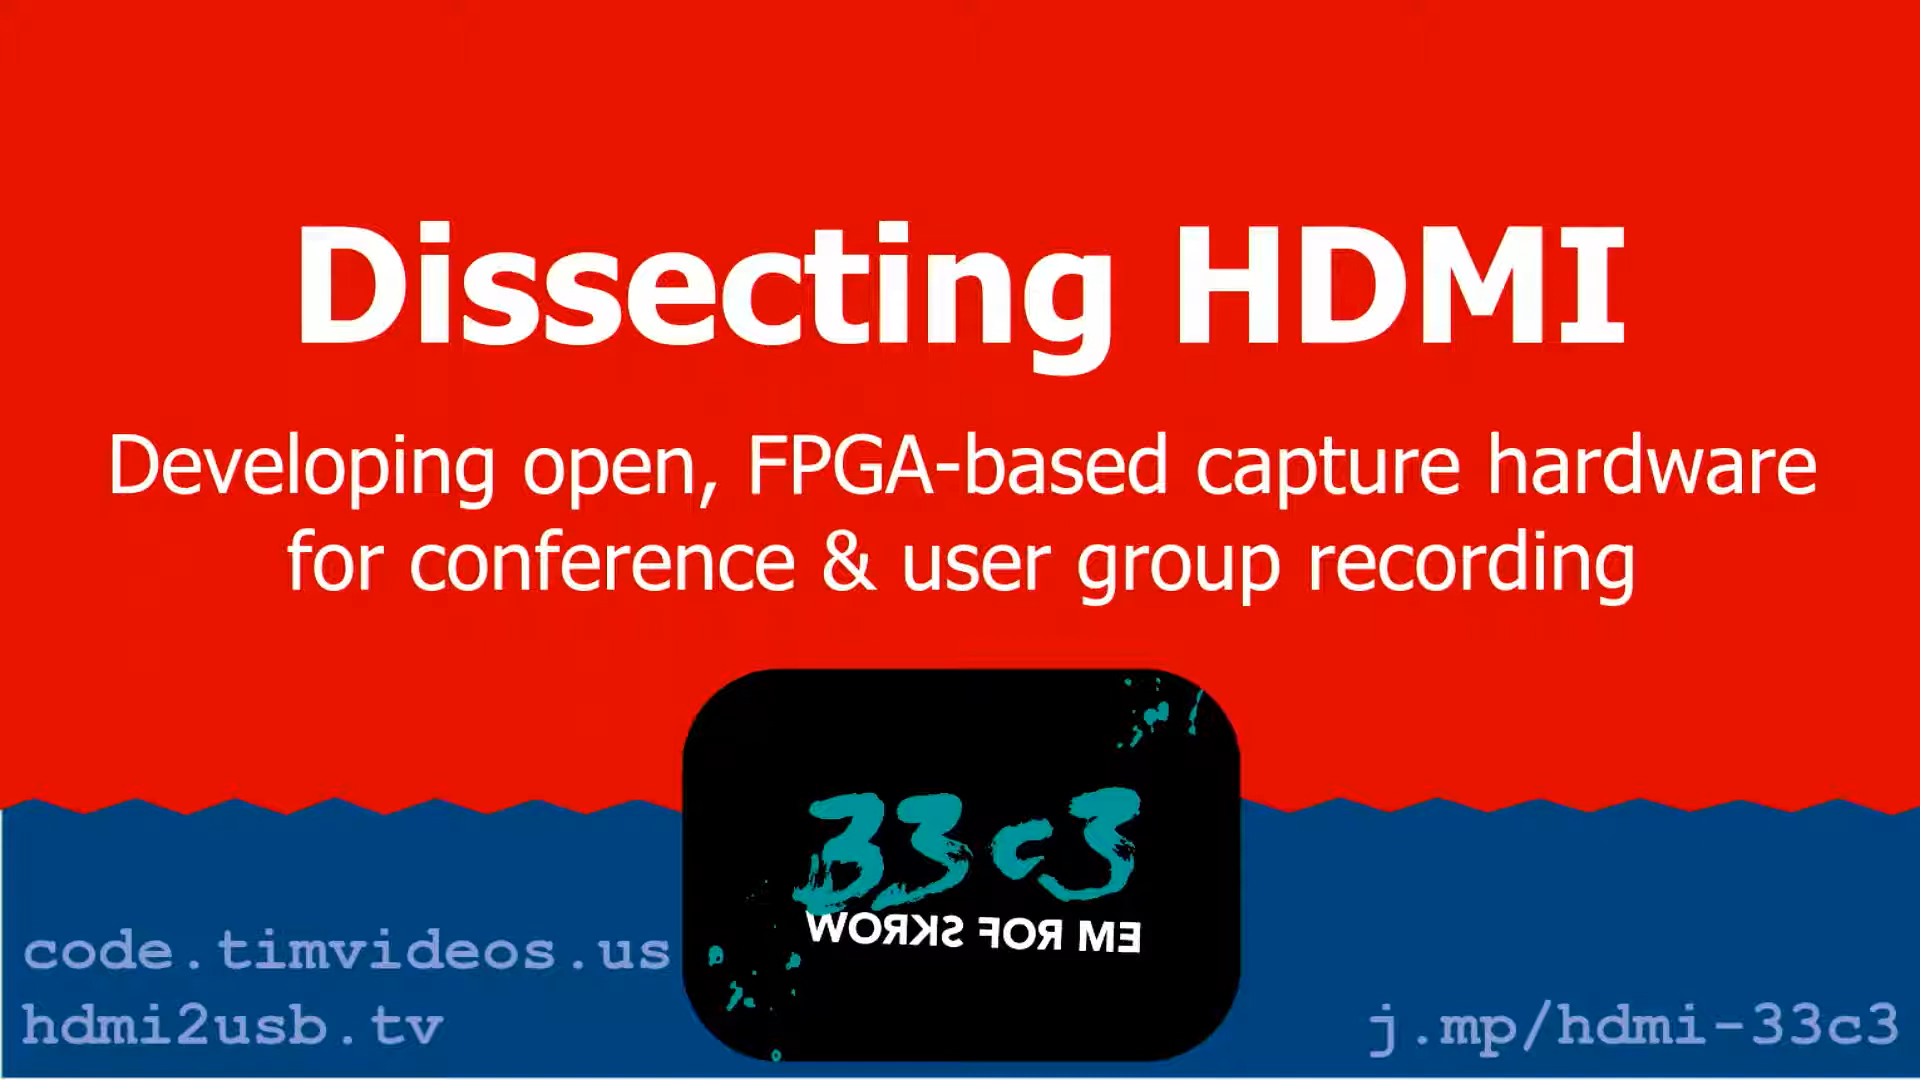 Dissecting HDMI
Developing open, FPGA-based capture hardware
for conference & user group recording
33c3
WORKS FOR ME
code.timvideos.us
hdmi2usb.tv
j.mp/hdmi-33c3